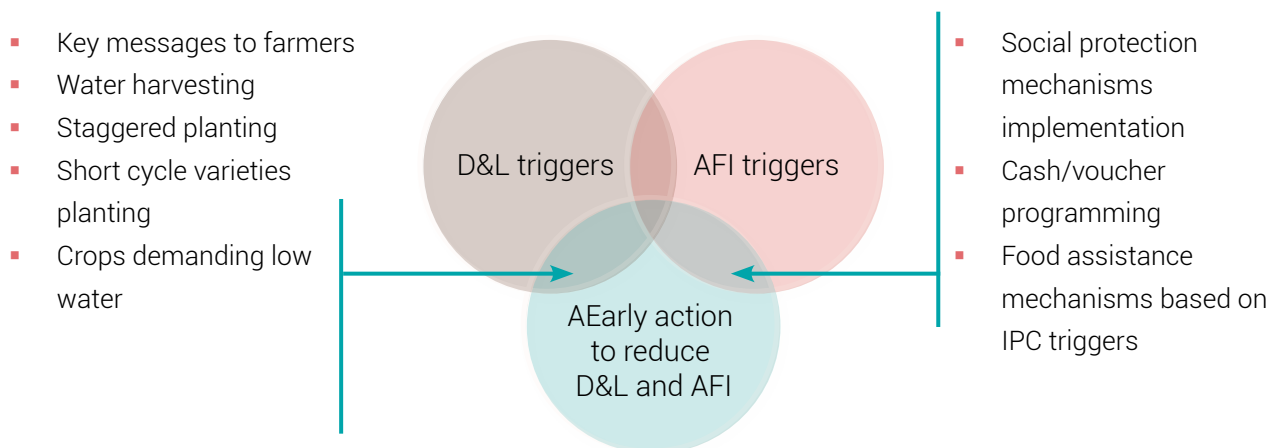 Key messages to farmers
Water harvesting
Staggered planting
Short cycle varieties
planting
Crops demanding low
water
D&L triggers
AFI triggers
AEarly action
to reduce
D&L and AFI
Social protection
mechanisms
implementation
Cash/voucher
programming
Food assistance
mechanisms based on
IPC triggers